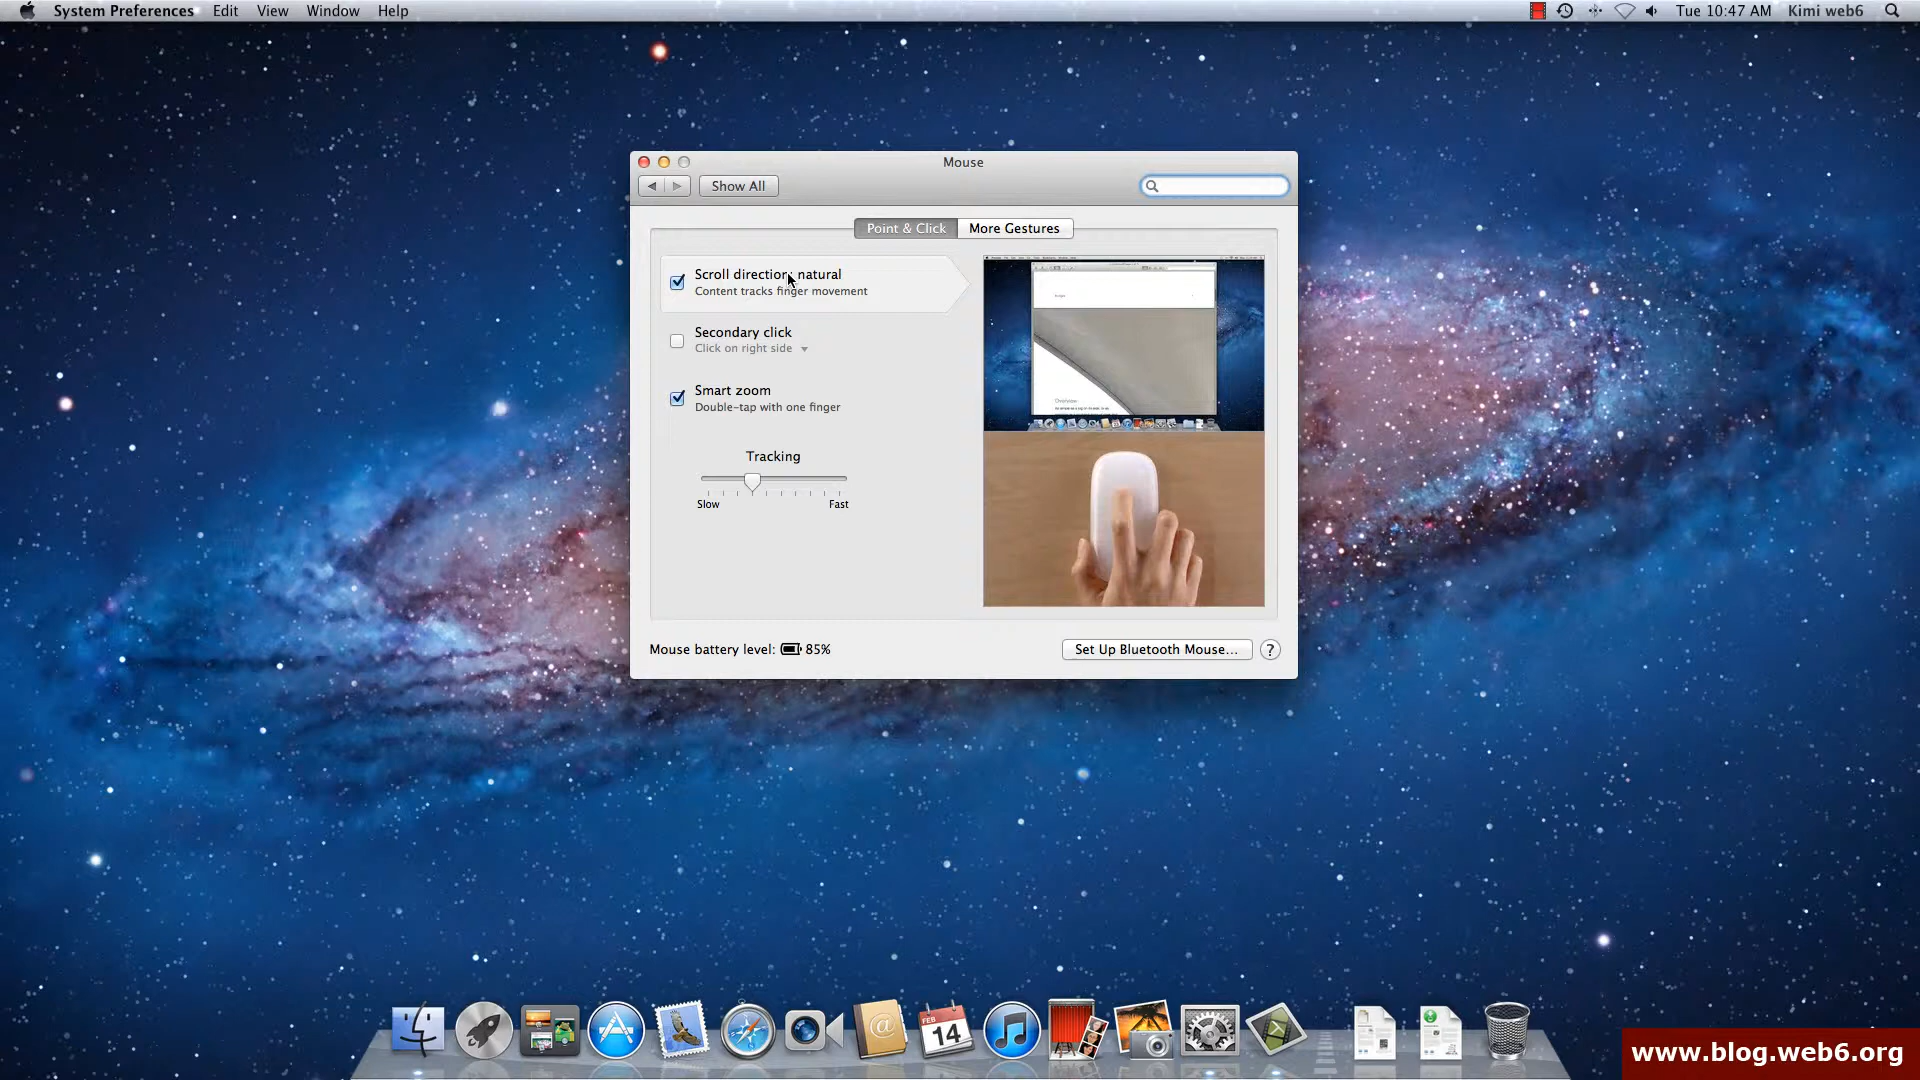 System Preferences Edit View Window Help Tue 10:47 AM Kimi web6
Mouse
Show All
Point & Click More Gestures
Scroll direction: natural
Content tracks finger movement
Secondary click
Click on right side
Smart zoom
Double-tap with one finger
Tracking
Slow Fast
Overview
Mouse battery level: 85% Set Up Bluetooth Mouse... ?
FEB
14
www.blog.web6.org